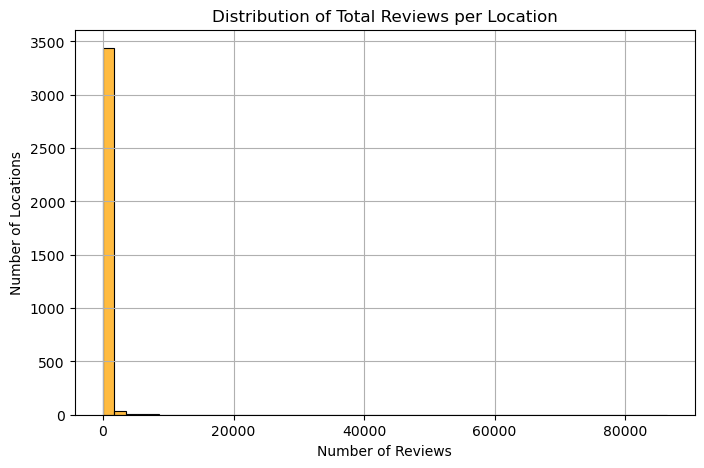 Distribution of Total Reviews per Location
3500
3000
2500
2000
1500
1000
500
0
Number of Locations
0 20000 40000 60000 80000
Number of Reviews